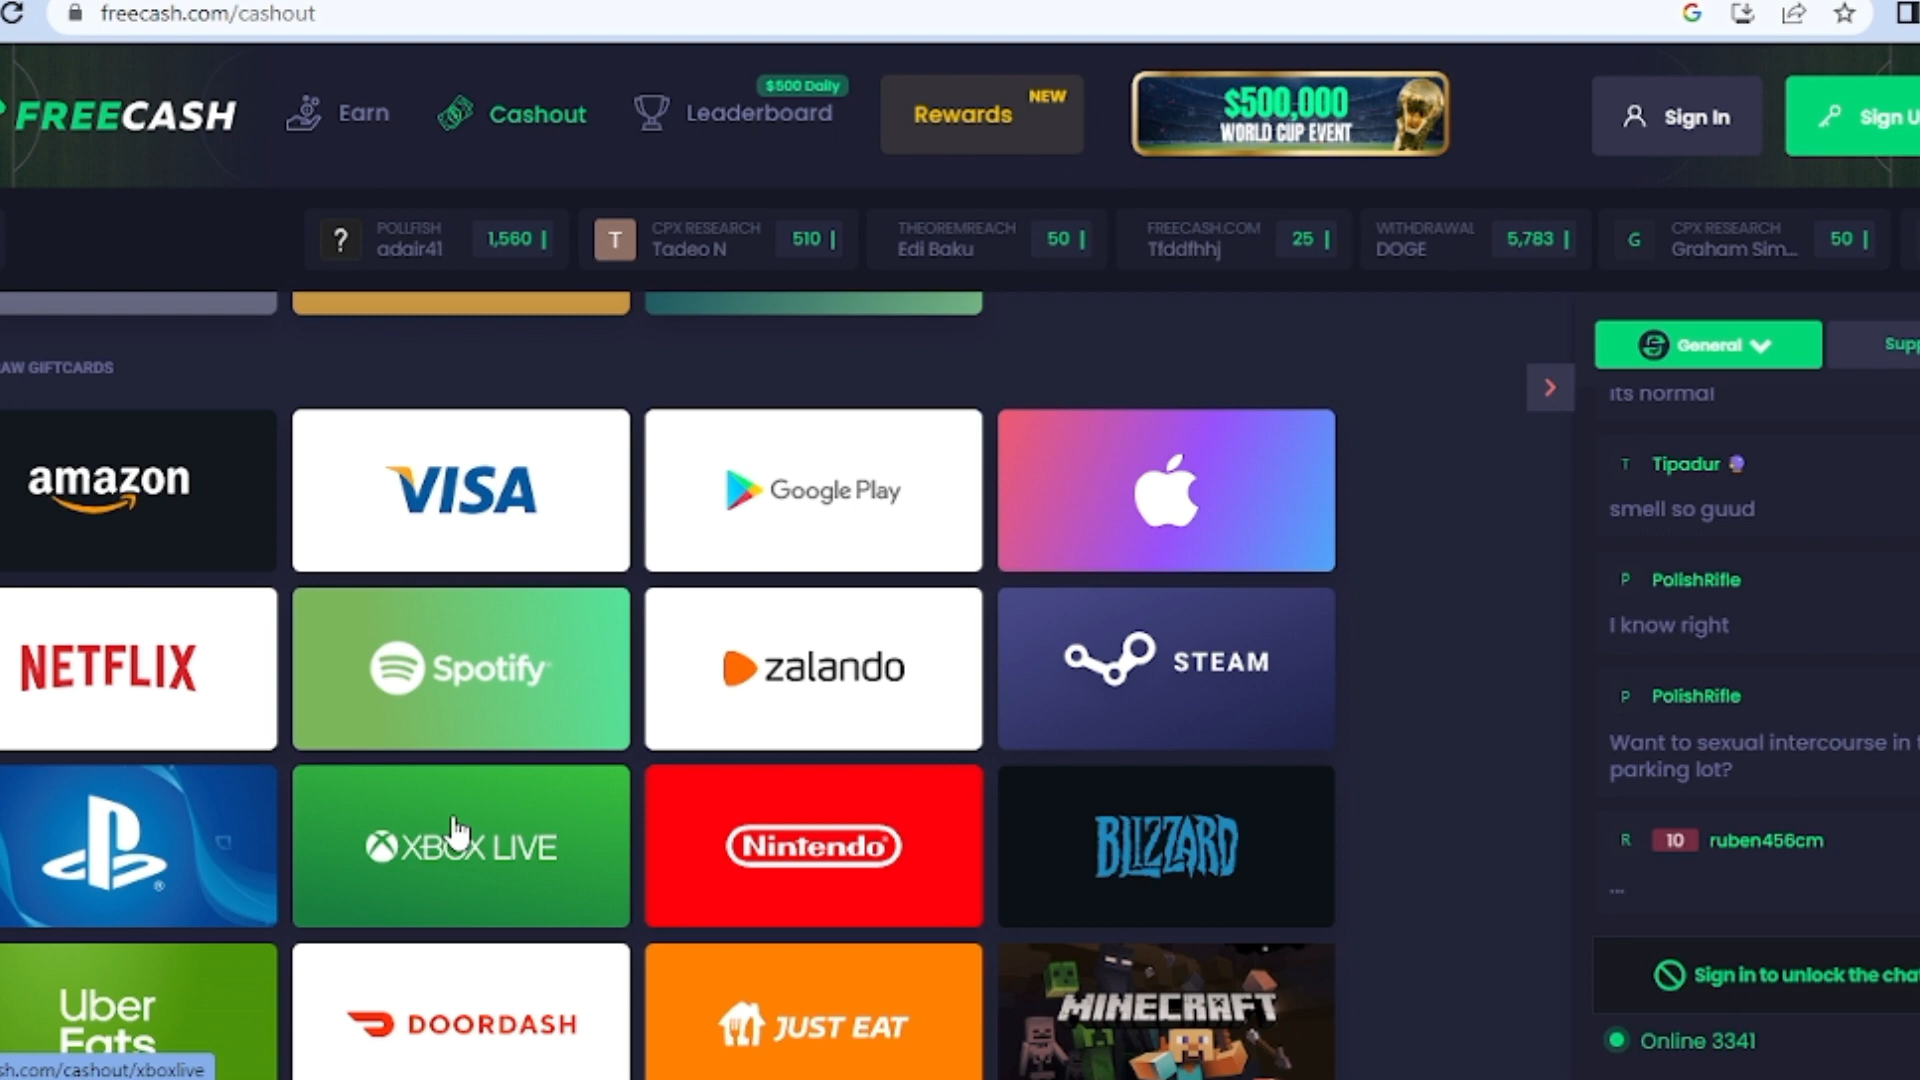 freecash.com/cashout
FREECASH
Earn
Cashout
$500 Daily
Leaderboard
Rewards
NEW
$500,000
WORLD CUP EVENT
Sign In
Sign U
?
POLLFISH
adair41
1,560
T
CPX RESEARCH
Tadeo N
510
THEOREMREACH
Edi Baku
50
FREECASH.COM
Tfddfhhj
25
WITHDRAWAL
DOGE
5,783
G
CPX RESEARCH
Graham Sim...
50
AW GIFTCARDS
General
Supp
amazon
VISA
Google Play
NETFLIX
Spotify
zalando
STEAM
XBOX LIVE
Nintendo
BLIZZARD
Uber
Eats
DOORDASH
JUST EAT
MINECRAFT
its normal
T Tipadur
smell so guud
P PolishRifle
I know right
P PolishRifle
Want to sexual intercourse in t
parking lot?
R 10 ruben456cm
...
Sign in to unlock the chat
Online 3341
sh.com/cashout/xboxlive